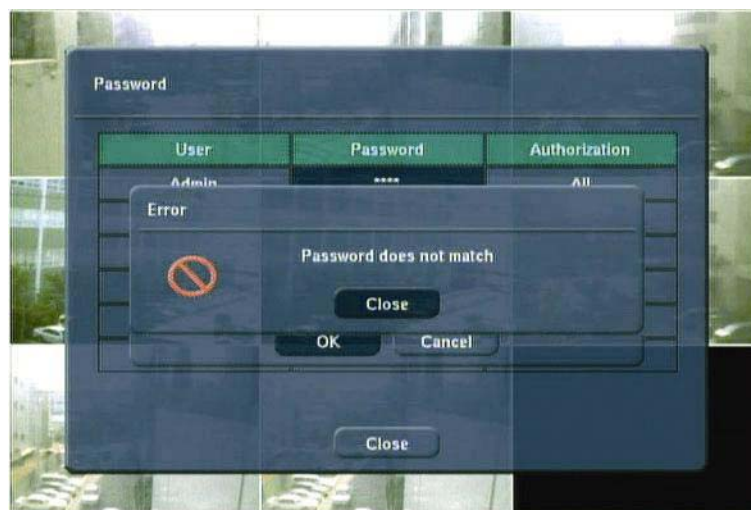 Password
User Password Authorization
Admin **** All
Error
Password does not match
Close
OK Cancel
Close